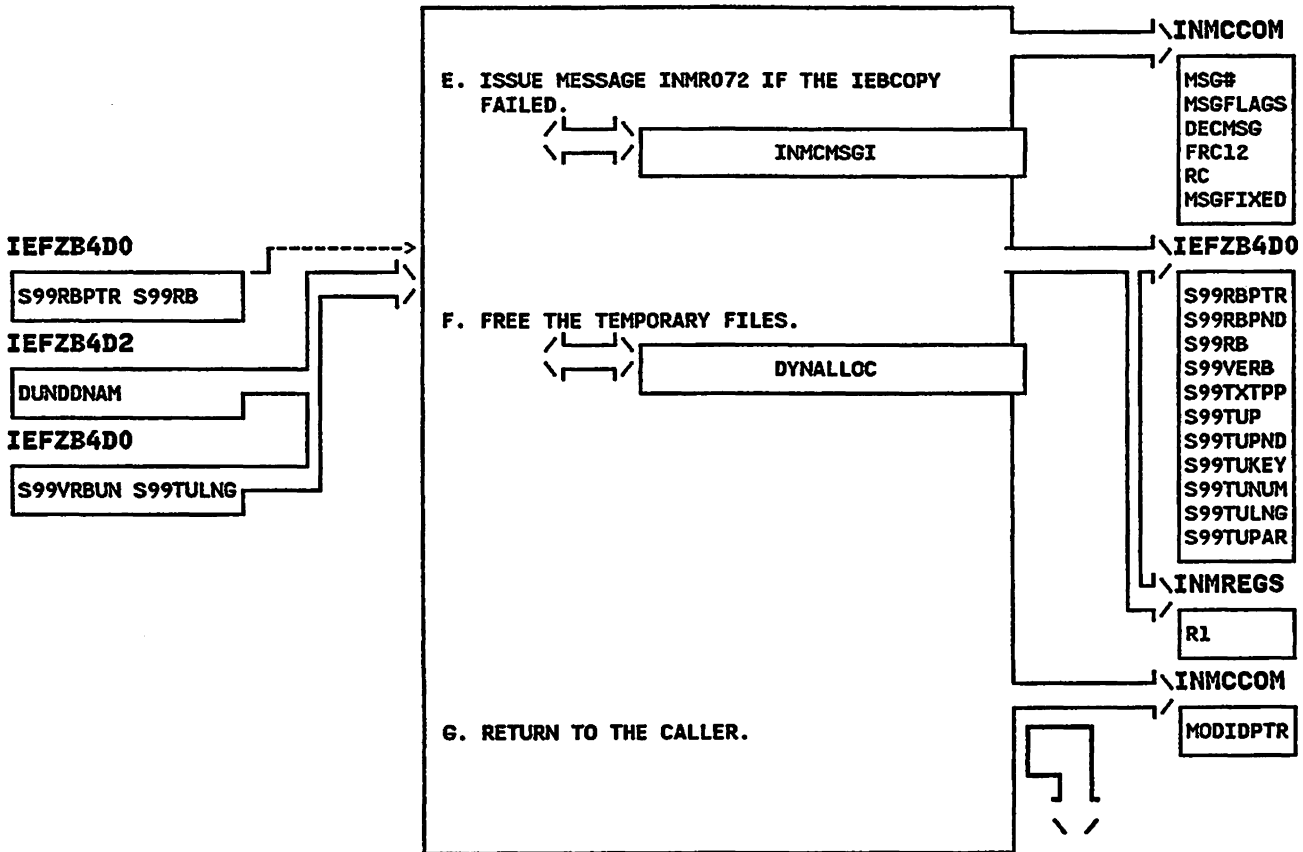 INMCCOM
MSG#
MSGFLAGS
DECMSG
FRC12
RC
MSGFIXED
E. ISSUE MESSAGE INMR072 IF THE IEBCOPY
FAILED.
INMCMSGI
IEFZB4D0
S99RBPTR S99RB
IEFZB4D2
DUNDDNAM
IEFZB4D0
S99VRBUN S99TULNG
F. FREE THE TEMPORARY FILES.
DYNALLOC
IEFZB4D0
S99RBPTR
S99RBPND
S99RB
S99VERB
S99TXTPP
S99TUP
S99TUPND
S99TUKEY
S99TUNUM
S99TULNG
S99TUPAR
INMREGS
R1
INMCCOM
MODIDPTR
G. RETURN TO THE CALLER.